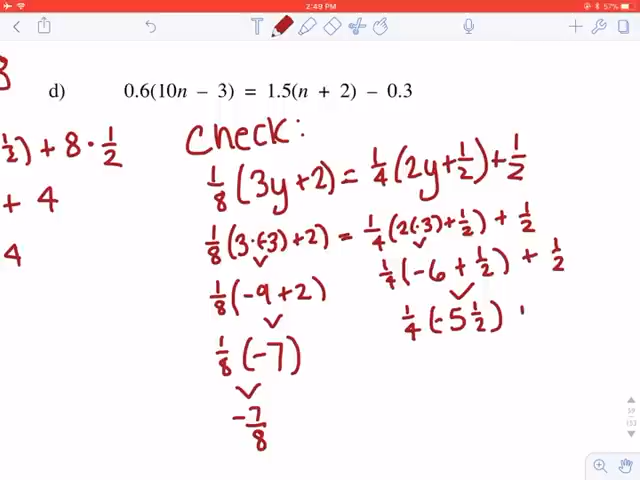 2:49 PM
57%
T
d) 0.6(10n − 3) = 1.5(n + 2) − 0.3
Check:
1/2) + 8 · 1/2
1/8 (3y + 2) = 1/4 (2y + 1/2) + 1/2
+ 4
1/8 (3·(-3) + 2) = 1/4 (2(-3) + 1/2) + 1/2
4
1/8 (-9 + 2)
1/4 (-6 + 1/2) + 1/2
1/8 (-7)
1/4 (-5 1/2)
-7/8